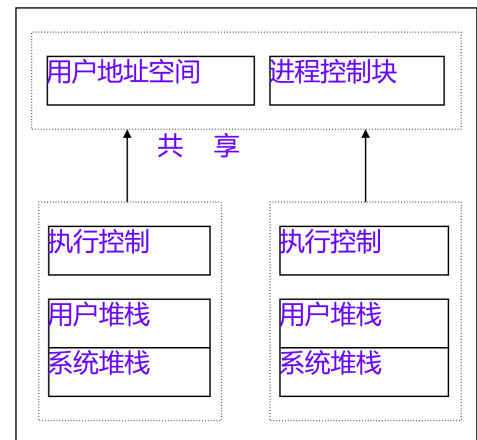 用户地址空间 进程控制块
共 享
执行控制 执行控制
用户堆栈 用户堆栈
系统堆栈 系统堆栈